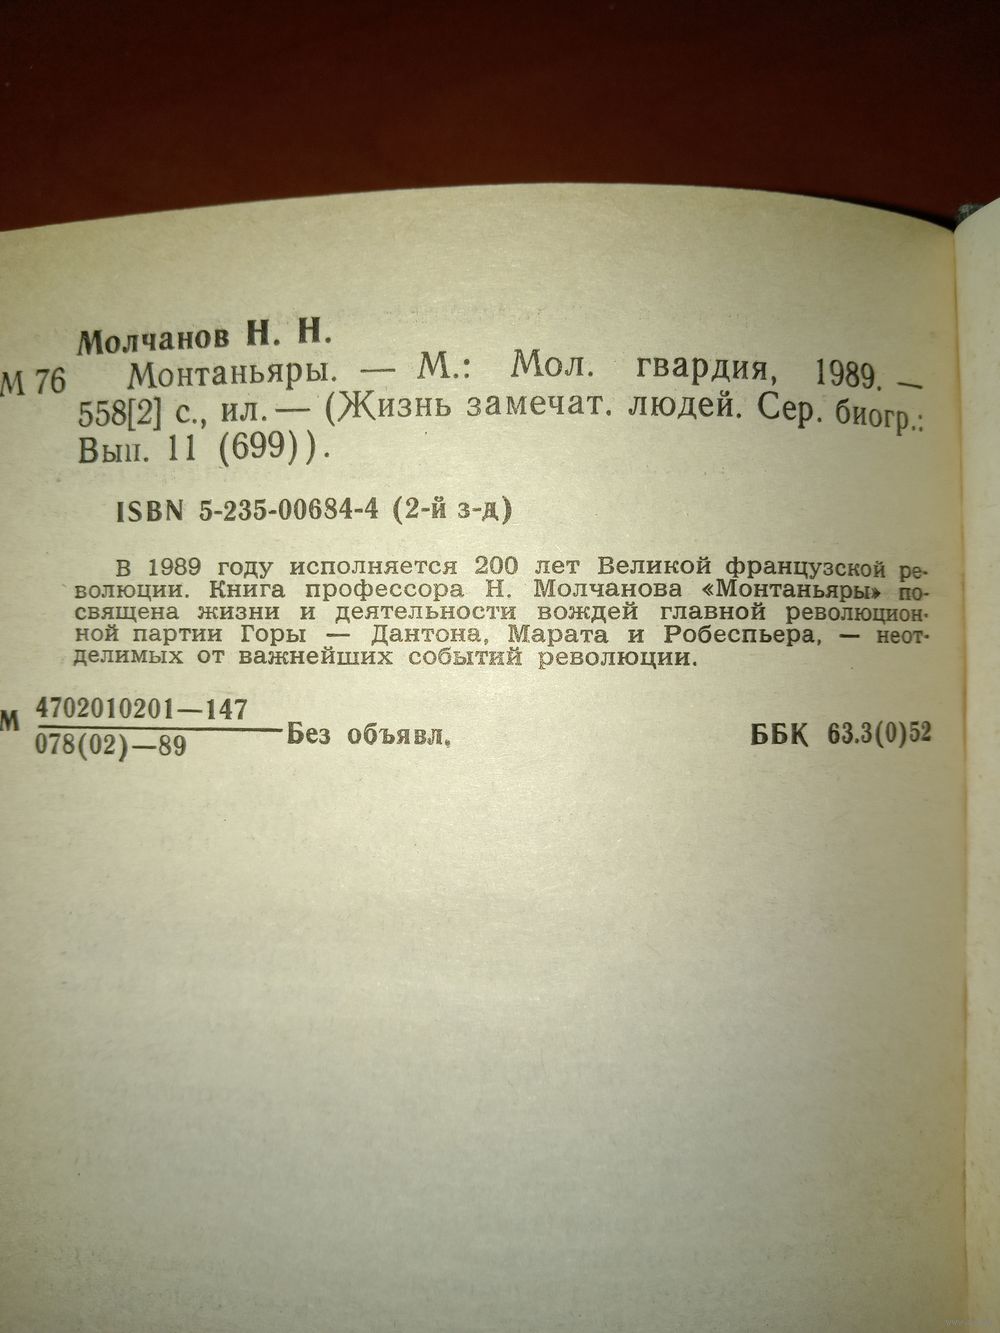 Молчанов Н. Н.
М 76 Монтаньяры. — М.: Мол. гвардия, 1989. —
558[2] с., ил. — (Жизнь замечат. людей. Сер. биогр.:
Вып. 11 (699)).
ISBN 5-235-00684-4 (2-й з-д)
В 1989 году исполняется 200 лет Великой французской ре-
волюции. Книга профессора Н. Молчанова «Монтаньяры» по-
священа жизни и деятельности вождей главной революцион-
ной партии Горы — Дантона, Марата и Робеспьера, — неот-
делимых от важнейших событий революции.
М 4702010201—147
078(02)—89
Без объявл.
ББК 63.3(0)52